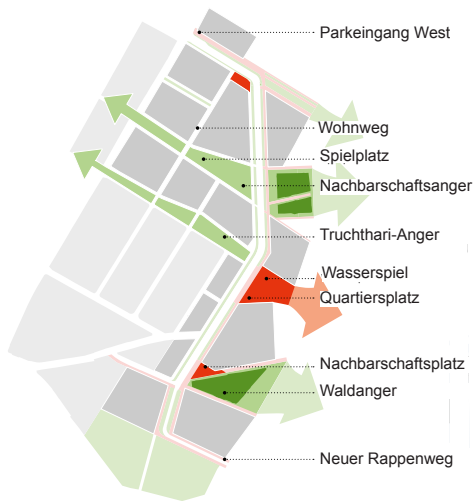 Parkeingang West
Wohnweg
Spielplatz
Nachbarschaftsanger
Truchthari-Anger
Wasserspiel
Quartiersplatz
Nachbarschaftsplatz
Waldanger
Neuer Rappenweg